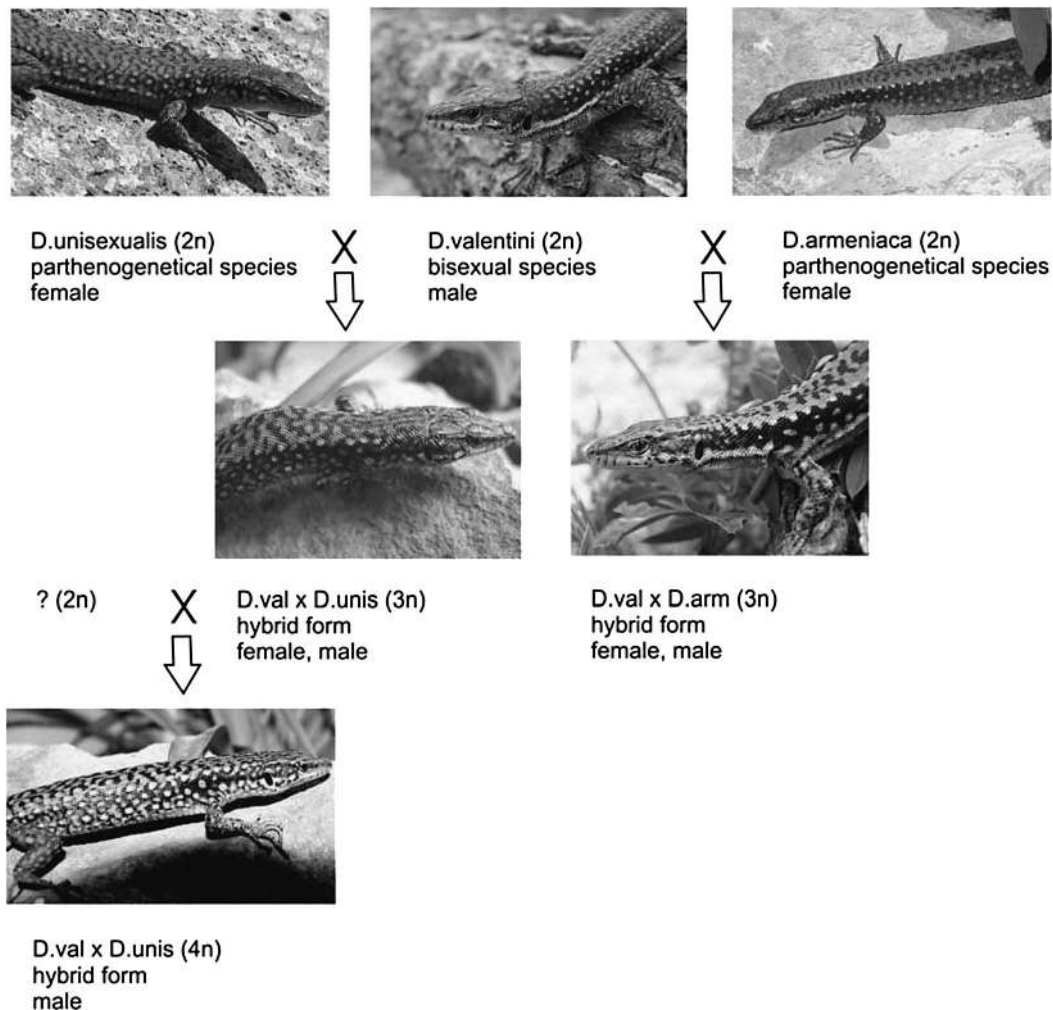 D.unisexualis (2n)
parthenogenetical species
female
X
D.valentini (2n)
bisexual species
male
X
D.armeniaca (2n)
parthenogenetical species
female
? (2n)
X
D.val x D.unis (3n)
hybrid form
female, male
D.val x D.arm (3n)
hybrid form
female, male
D.val x D.unis (4n)
hybrid form
male